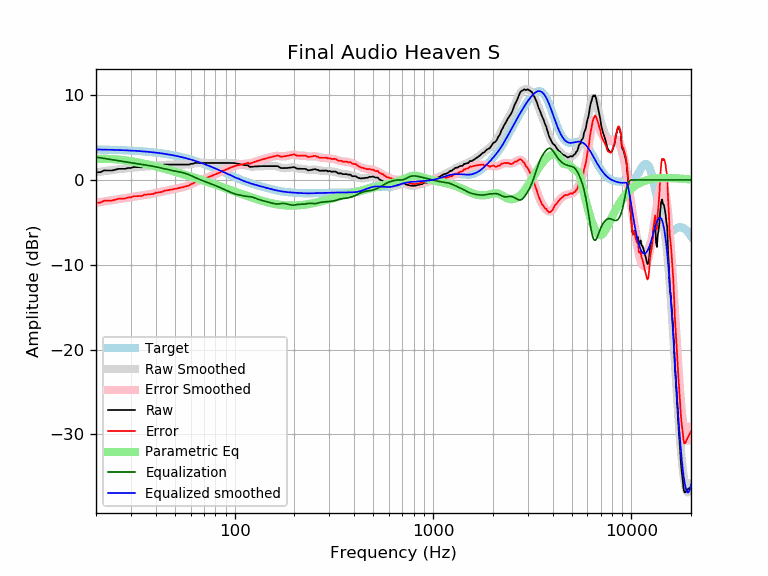 Final Audio Heaven S
Amplitude (dBr)
10
0
−10
−20
−30
Target
Raw Smoothed
Error Smoothed
Raw
Error
Parametric Eq
Equalization
Equalized smoothed
100
1000
10000
Frequency (Hz)